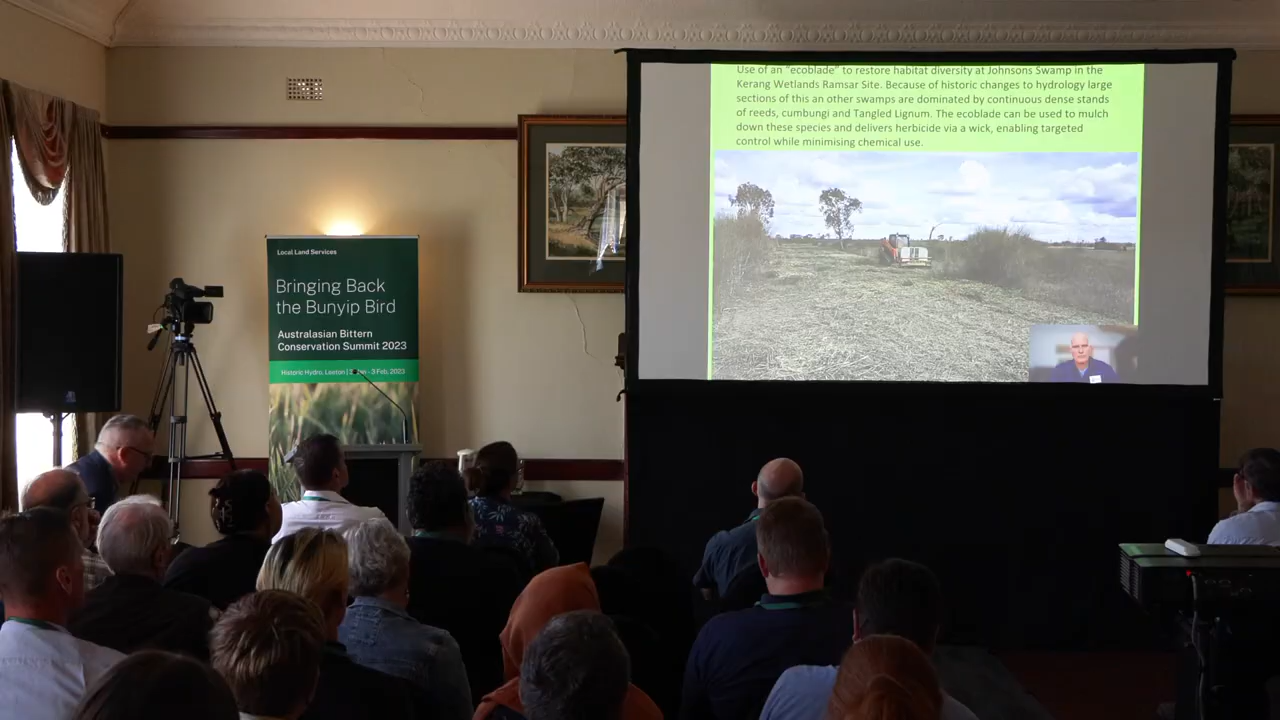 Local Land Services
Bringing Back
the Bunyip Bird
Australasian Bittern
Conservation Summit 2023
Historic Hydro, Leeton | - 3 Feb, 2023
Use of an "ecoblade" to restore habitat diversity at Johnsons Swamp in the
Kerang Wetlands Ramsar Site. Because of historic changes to hydrology large
sections of this an other swamps are dominated by continuous dense stands
of reeds, cumbungi and Tangled Lignum. The ecoblade can be used to mulch
down these species and delivers herbicide via a wick, enabling targeted
control while minimising chemical use.